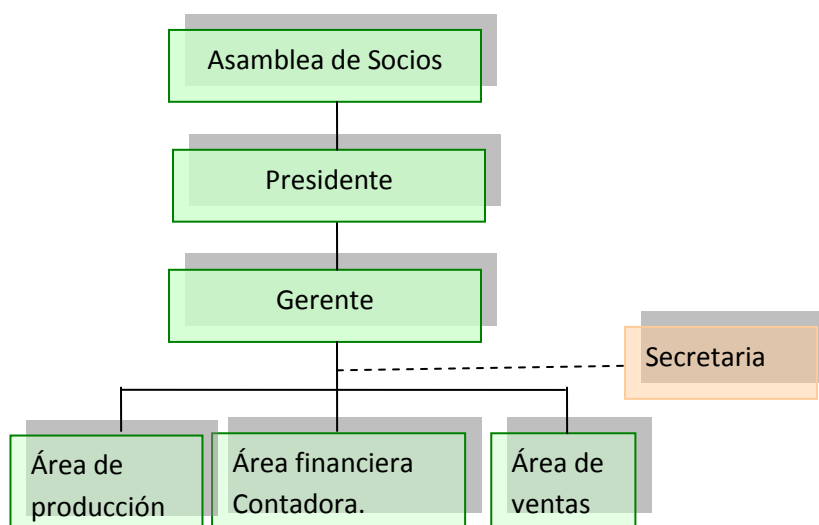 Asamblea de Socios
Presidente
Gerente
Secretaria
Área de
producción
Área financiera
Contadora.
Área de
ventas